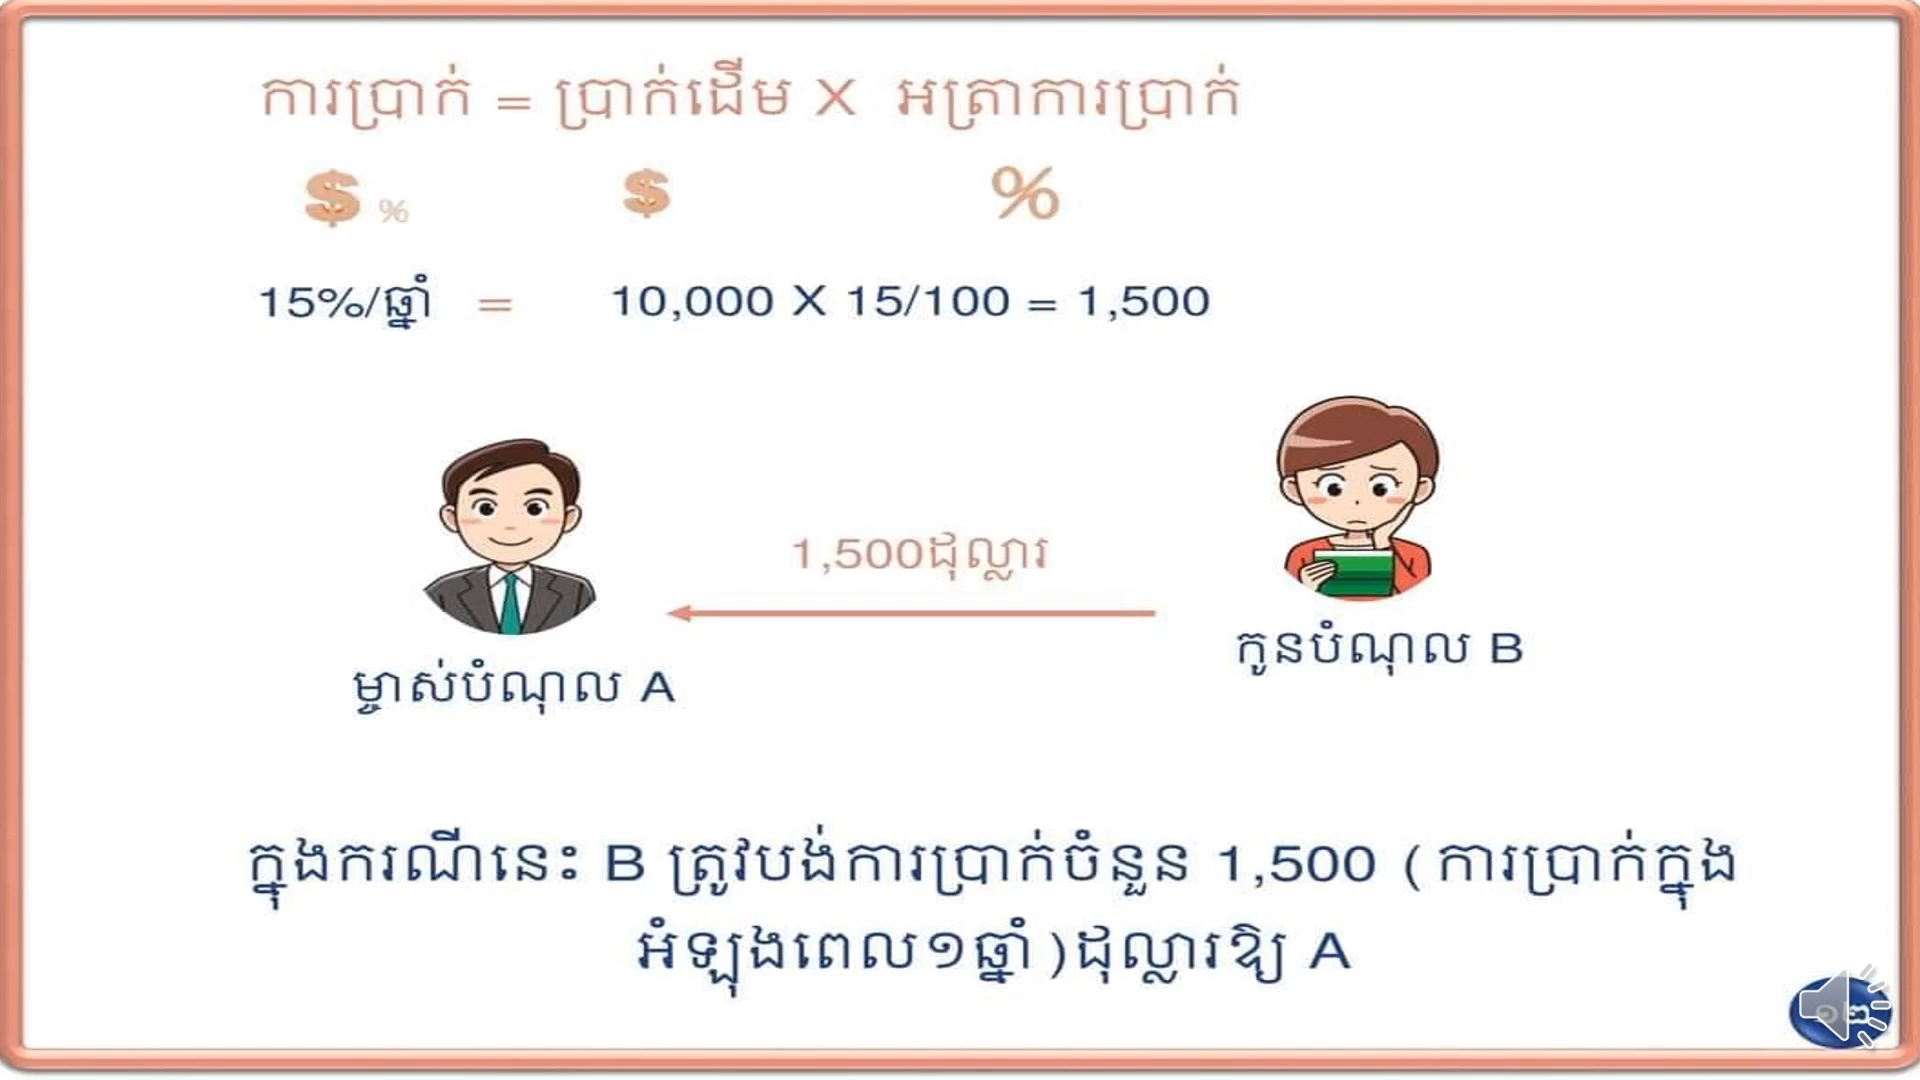 ការប្រាក់ = ប្រាក់ដើម X អត្រាការប្រាក់
$ % $ %
15%/ឆ្នាំ = 10,000 X 15/100 = 1,500
1,500ដុល្លារ
កូនបំណុល B
ម្ចាស់បំណុល A
ក្នុងករណីនេះ B ត្រូវបង់ការប្រាក់ចំនួន 1,500 (ការប្រាក់ក្នុង
អំឡុងពេល១ឆ្នាំ)ដុល្លារឱ្យ A
១២